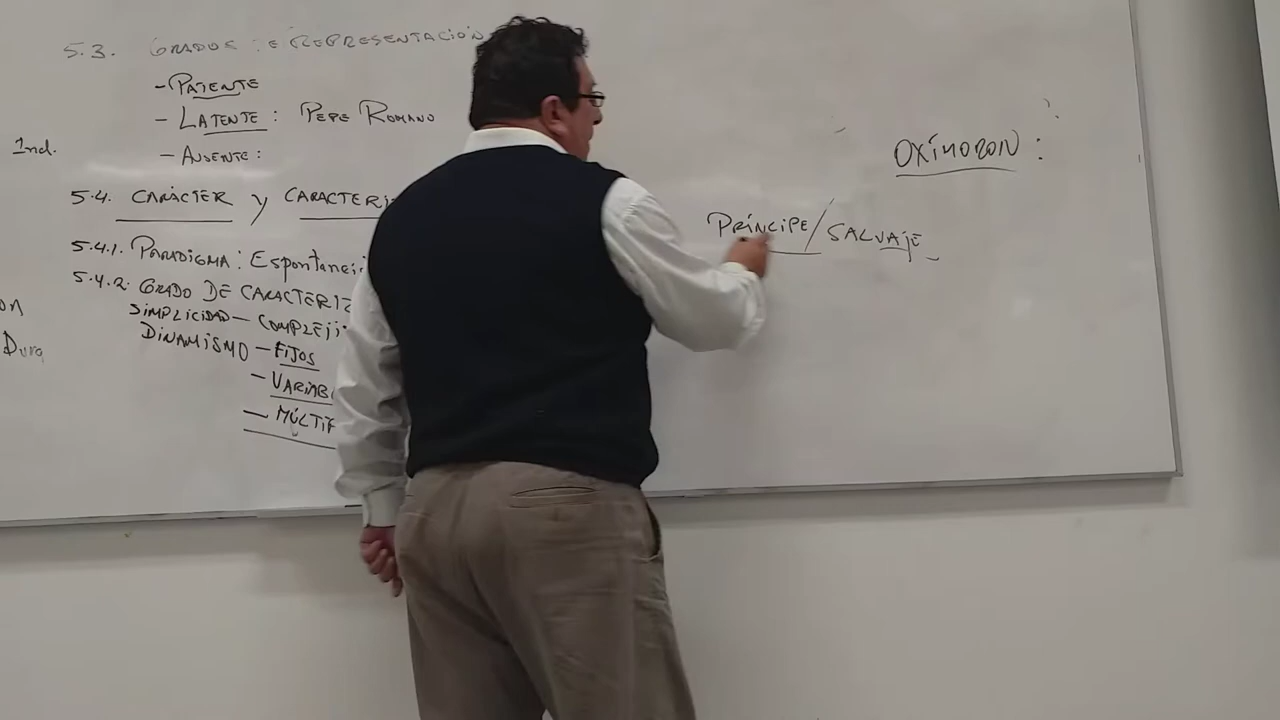 5.3. GRADOS DE REPRESENTACIÓN
- PATENTE
- LATENTE : PEPE ROMANO
Ind.
- AUSENTE :
5.4. CARÁCTER y CARACTERI
5.4.1. PARADIGMA : Espontanei
5.4.2. GRADO DE CARACTERIZ
SIMPLICIDAD — COMPLEJI
DINAMISMO — FIJOS
— VARIAB
— MÚLTIP
OXÍMORON :
PRÍNCIPE / SALVAJE